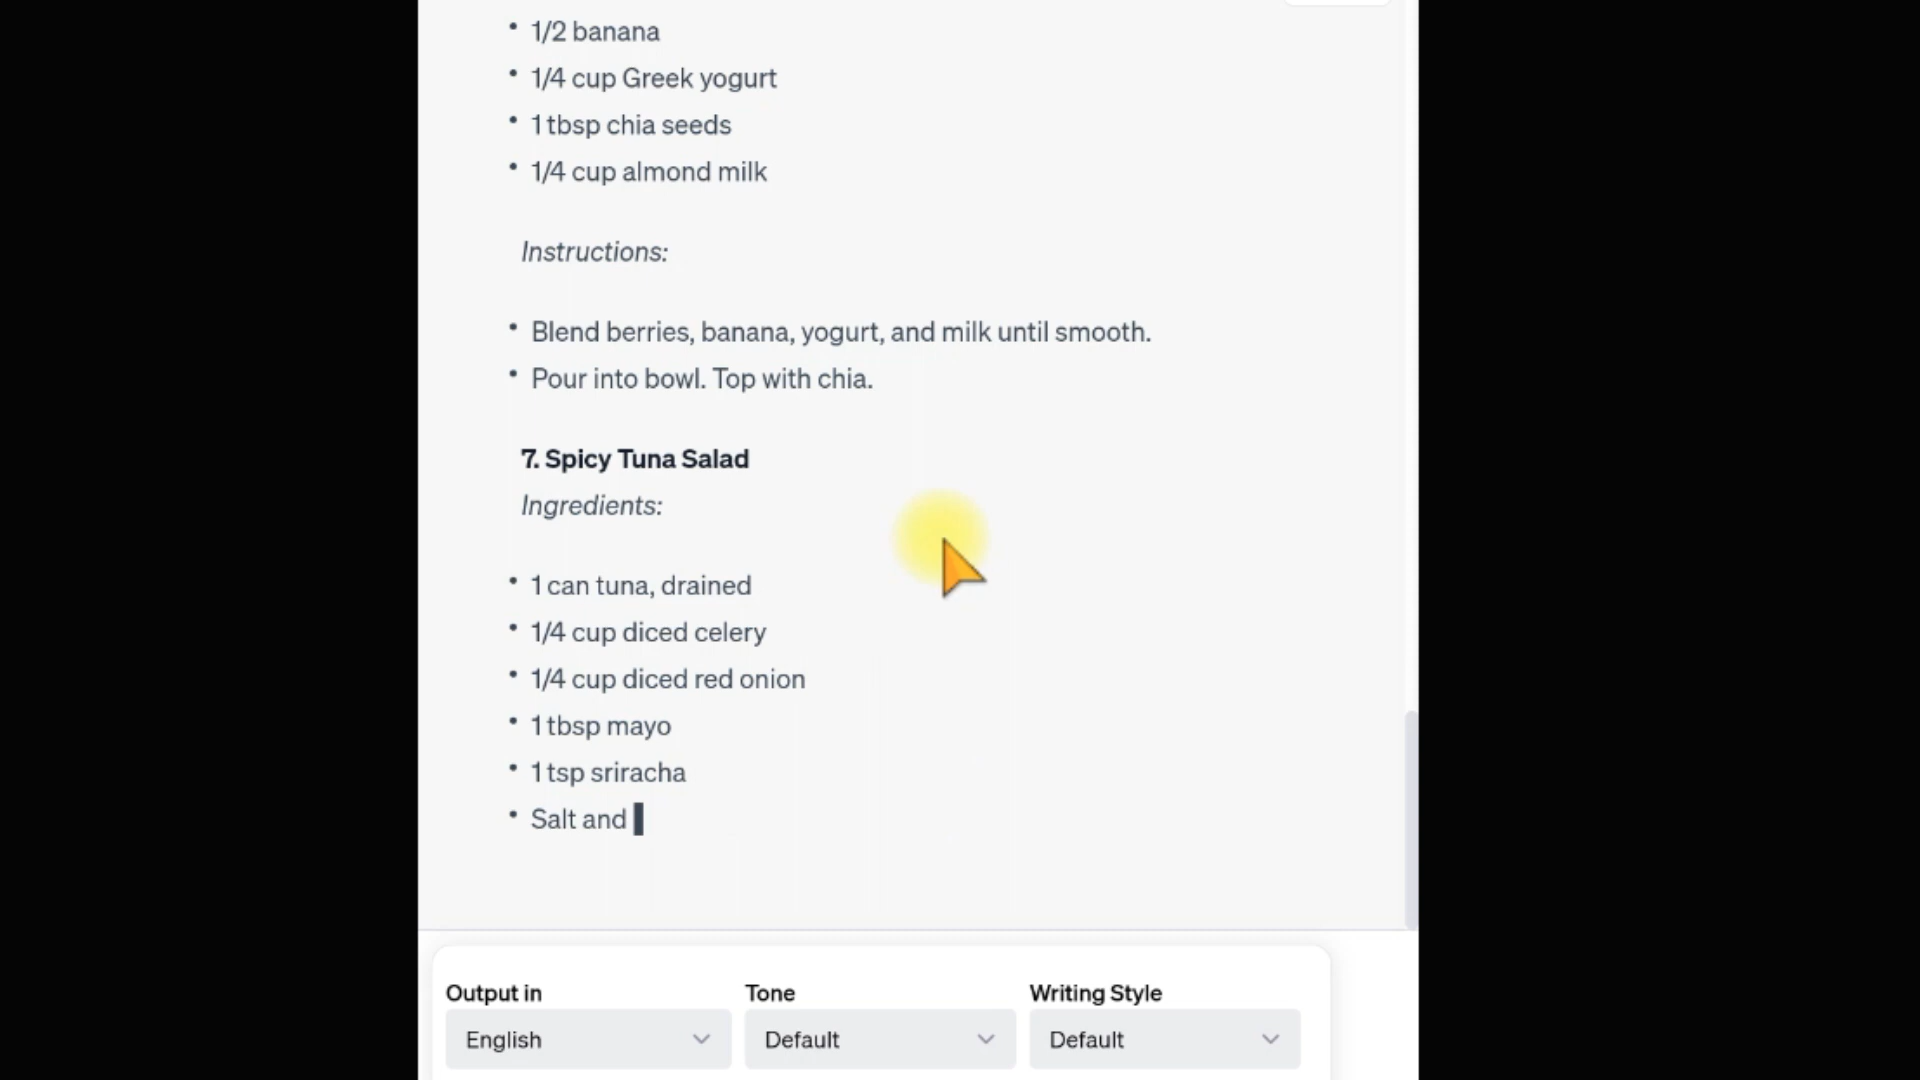 1/2 banana
1/4 cup Greek yogurt
1 tbsp chia seeds
1/4 cup almond milk
Instructions:
Blend berries, banana, yogurt, and milk until smooth.
Pour into bowl. Top with chia.
7. Spicy Tuna Salad
Ingredients:
1 can tuna, drained
1/4 cup diced celery
1/4 cup diced red onion
1 tbsp mayo
1 tsp sriracha
Salt and
Output in Tone Writing Style
English Default Default